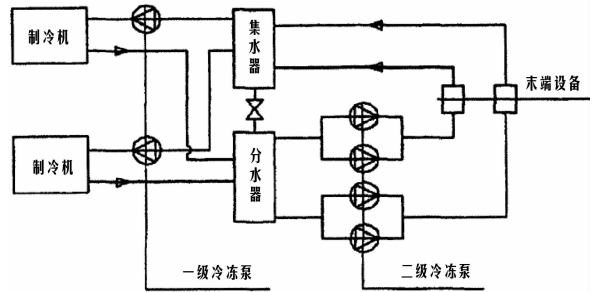 制冷机
集水器
末端设备
制冷机
分水器
一级冷冻泵
二级冷冻泵